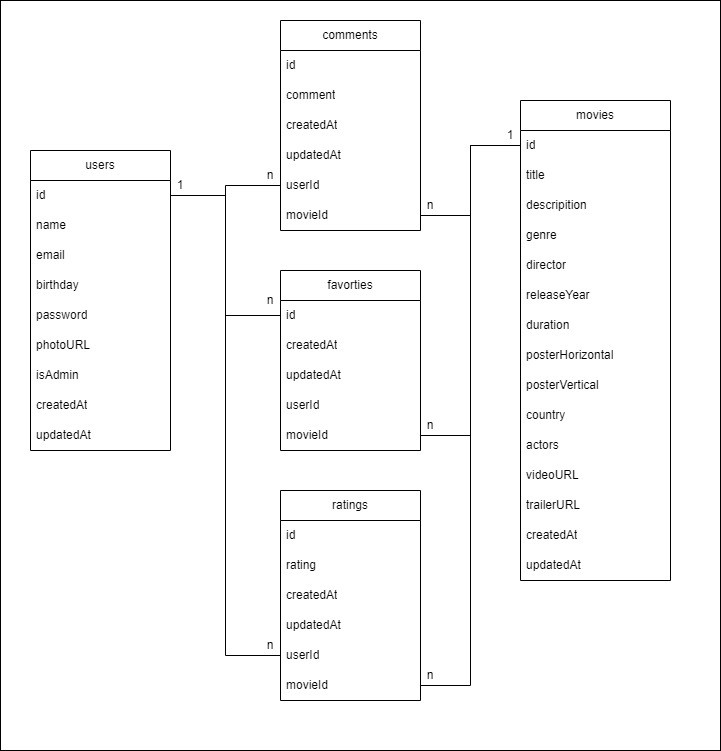 users
id
name
email
birthday
password
photoURL
isAdmin
createdAt
updatedAt
1
n
n
n
comments
id
comment
createdAt
updatedAt
userId
movieId
n
favorties
id
createdAt
updatedAt
userId
movieId
n
ratings
id
rating
createdAt
updatedAt
userId
movieId
n
1
movies
id
title
descripition
genre
director
releaseYear
duration
posterHorizontal
posterVertical
country
actors
videoURL
trailerURL
createdAt
updatedAt